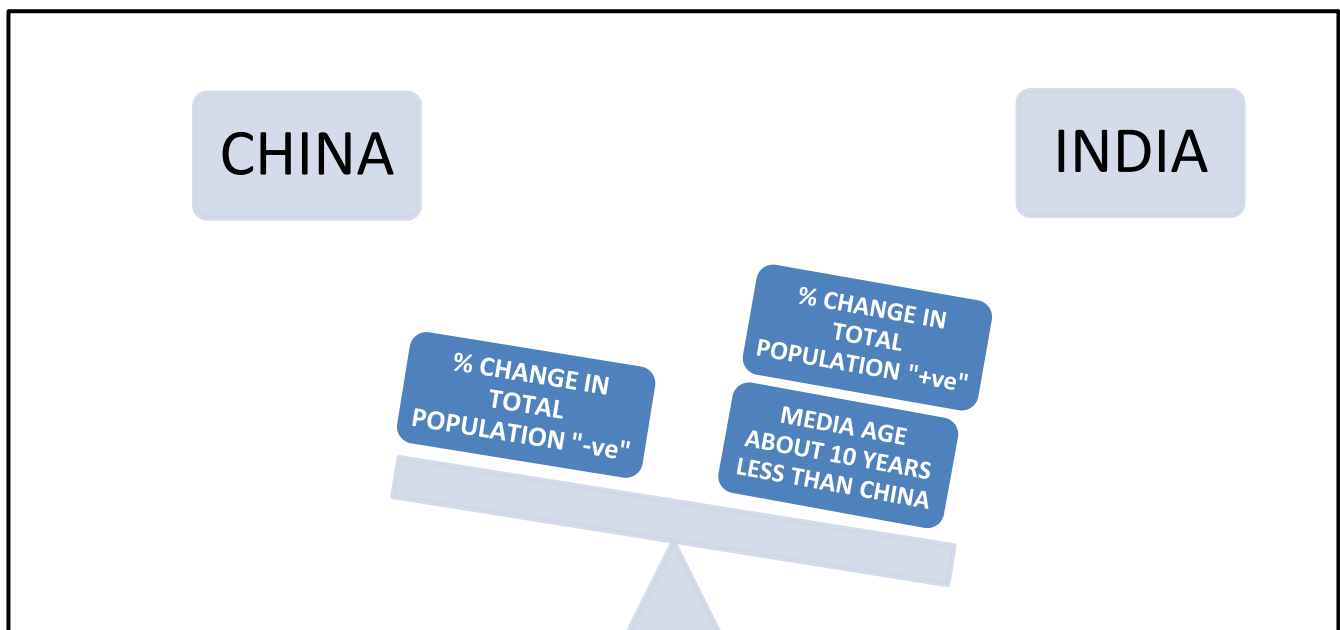 CHINA
INDIA
% CHANGE IN
TOTAL
POPULATION "-ve"
% CHANGE IN
TOTAL
POPULATION "+ve"
MEDIA AGE
ABOUT 10 YEARS
LESS THAN CHINA